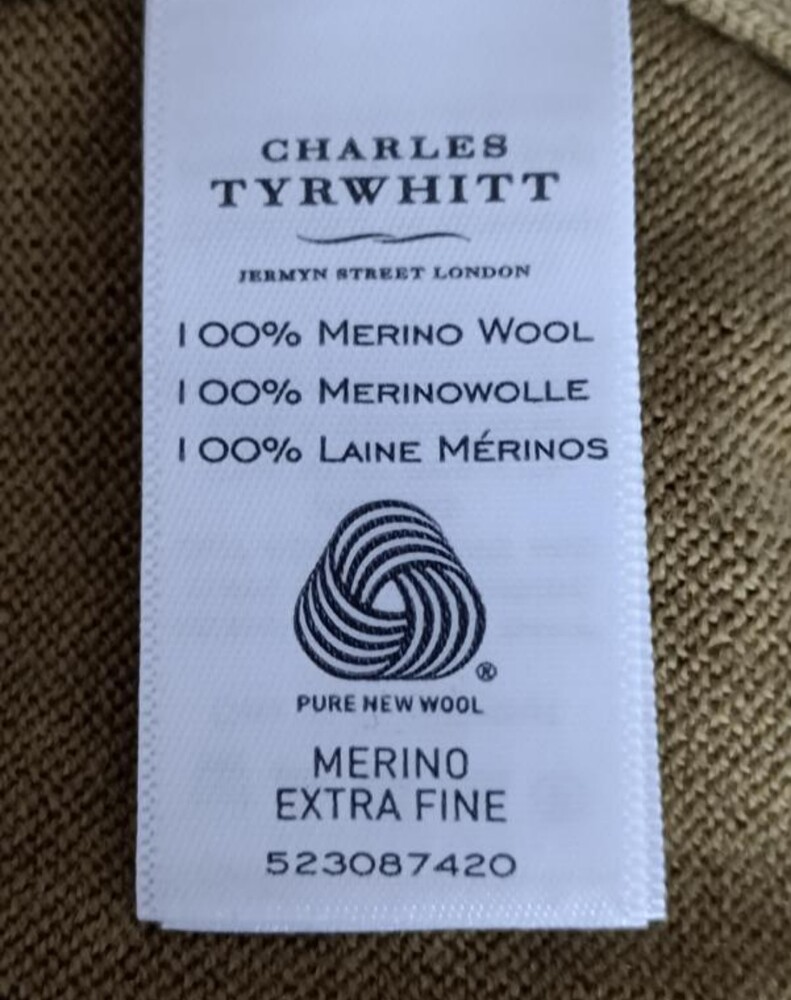 CHARLES
TYRWHITT
JERMYN STREET LONDON
100% MERINO WOOL
100% MERINOWOLLE
100% LAINE MÉRINOS
®
PURE NEW WOOL
MERINO
EXTRA FINE
523087420